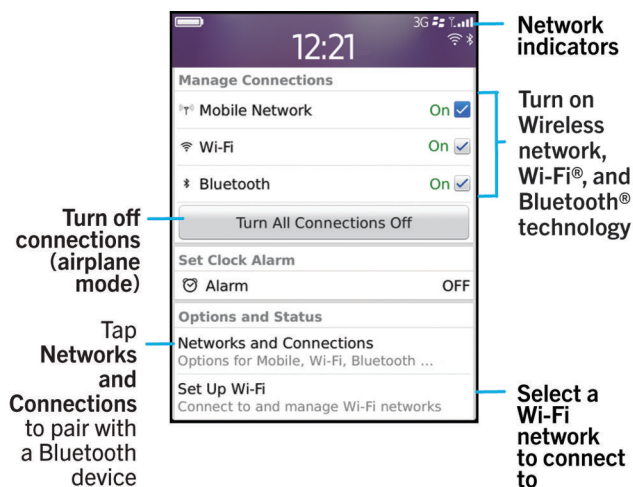 3G
12:21
Network
indicators
Manage Connections
Mobile Network On
Wi-Fi On
Bluetooth On
Turn All Connections Off
Turn on
Wireless
network,
Wi-Fi®, and
Bluetooth®
technology
Turn off
connections
(airplane
mode)
Set Clock Alarm
Alarm OFF
Options and Status
Networks and Connections
Options for Mobile, Wi-Fi, Bluetooth ...
Set Up Wi-Fi
Connect to and manage Wi-Fi networks
Tap
Networks
and
Connections
to pair with
a Bluetooth
device
Select a
Wi-Fi
network
to connect
to